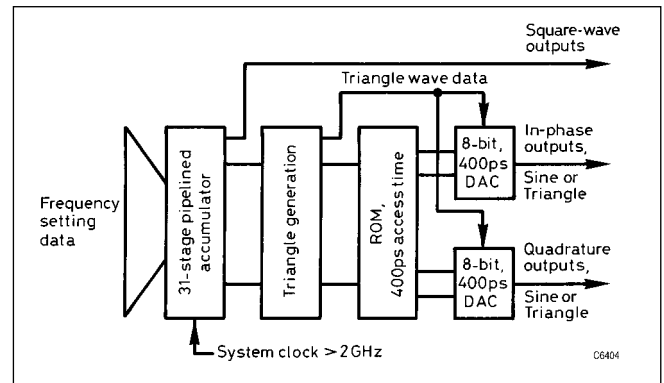 Square-wave
outputs
Triangle wave data
Frequency
setting
data
31-stage pipelined
accumulator
Triangle generation
ROM,
400ps access time
8-bit,
400ps
DAC
In-phase
outputs,
Sine or
Triangle
8-bit,
400ps
DAC
Quadrature
outputs,
Sine or
Triangle
System clock > 2GHz
C6404